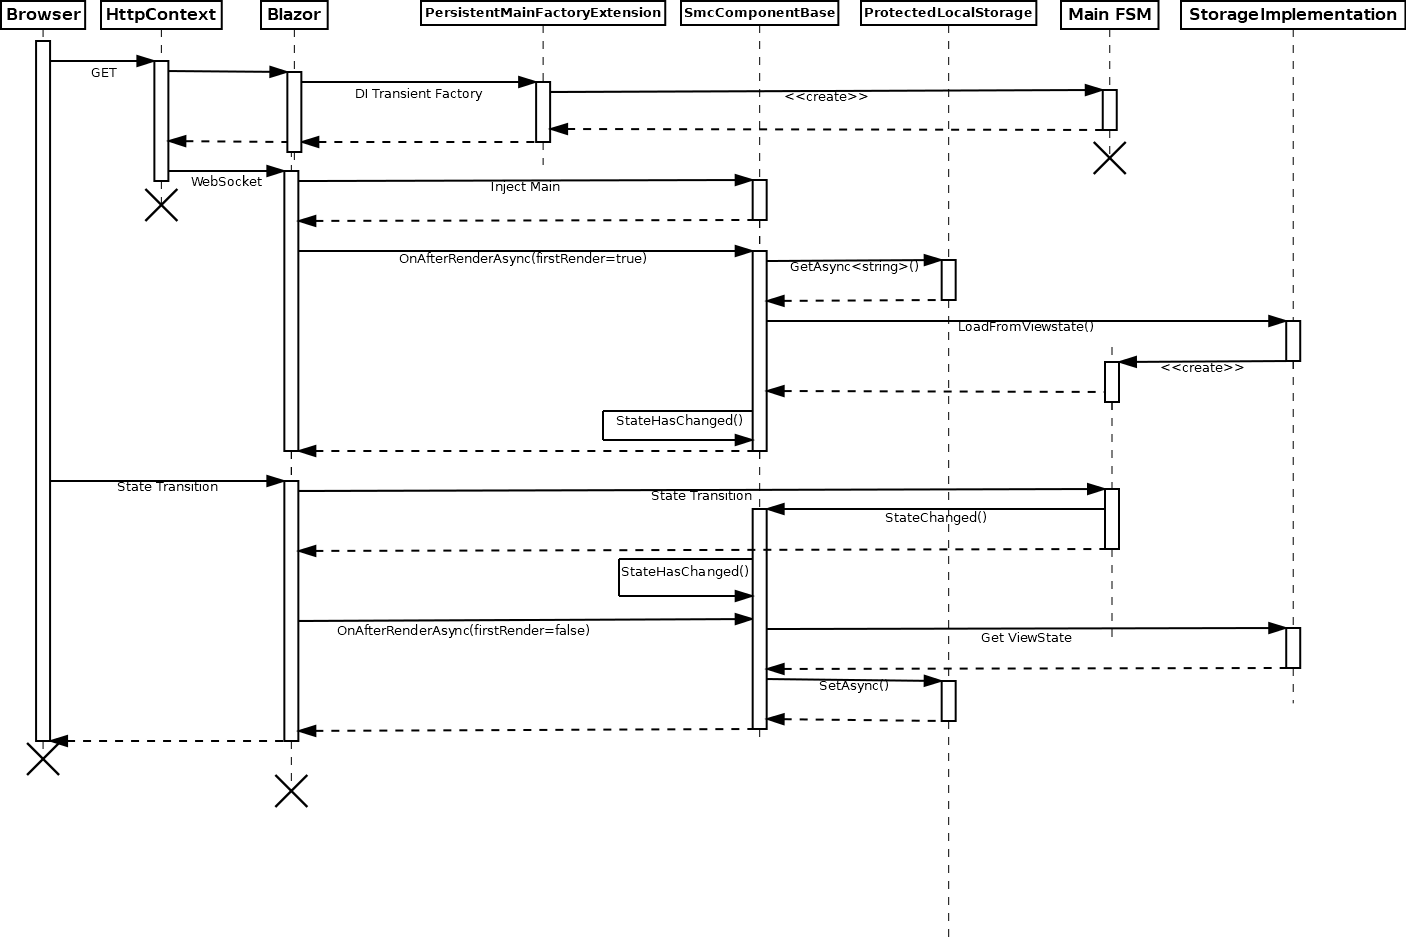 Browser
HttpContext
Blazor
PersistentMainFactoryExtension
SmcComponentBase
ProtectedLocalStorage
Main FSM
StorageImplementation
GET
DI Transient Factory
<<create>>
WebSocket
Inject Main
OnAfterRenderAsync(firstRender=true)
GetAsync<string>()
LoadFromViewstate()
<<create>>
StateHasChanged()
State Transition
State Transition
StateChanged()
StateHasChanged()
OnAfterRenderAsync(firstRender=false)
Get ViewState
SetAsync()